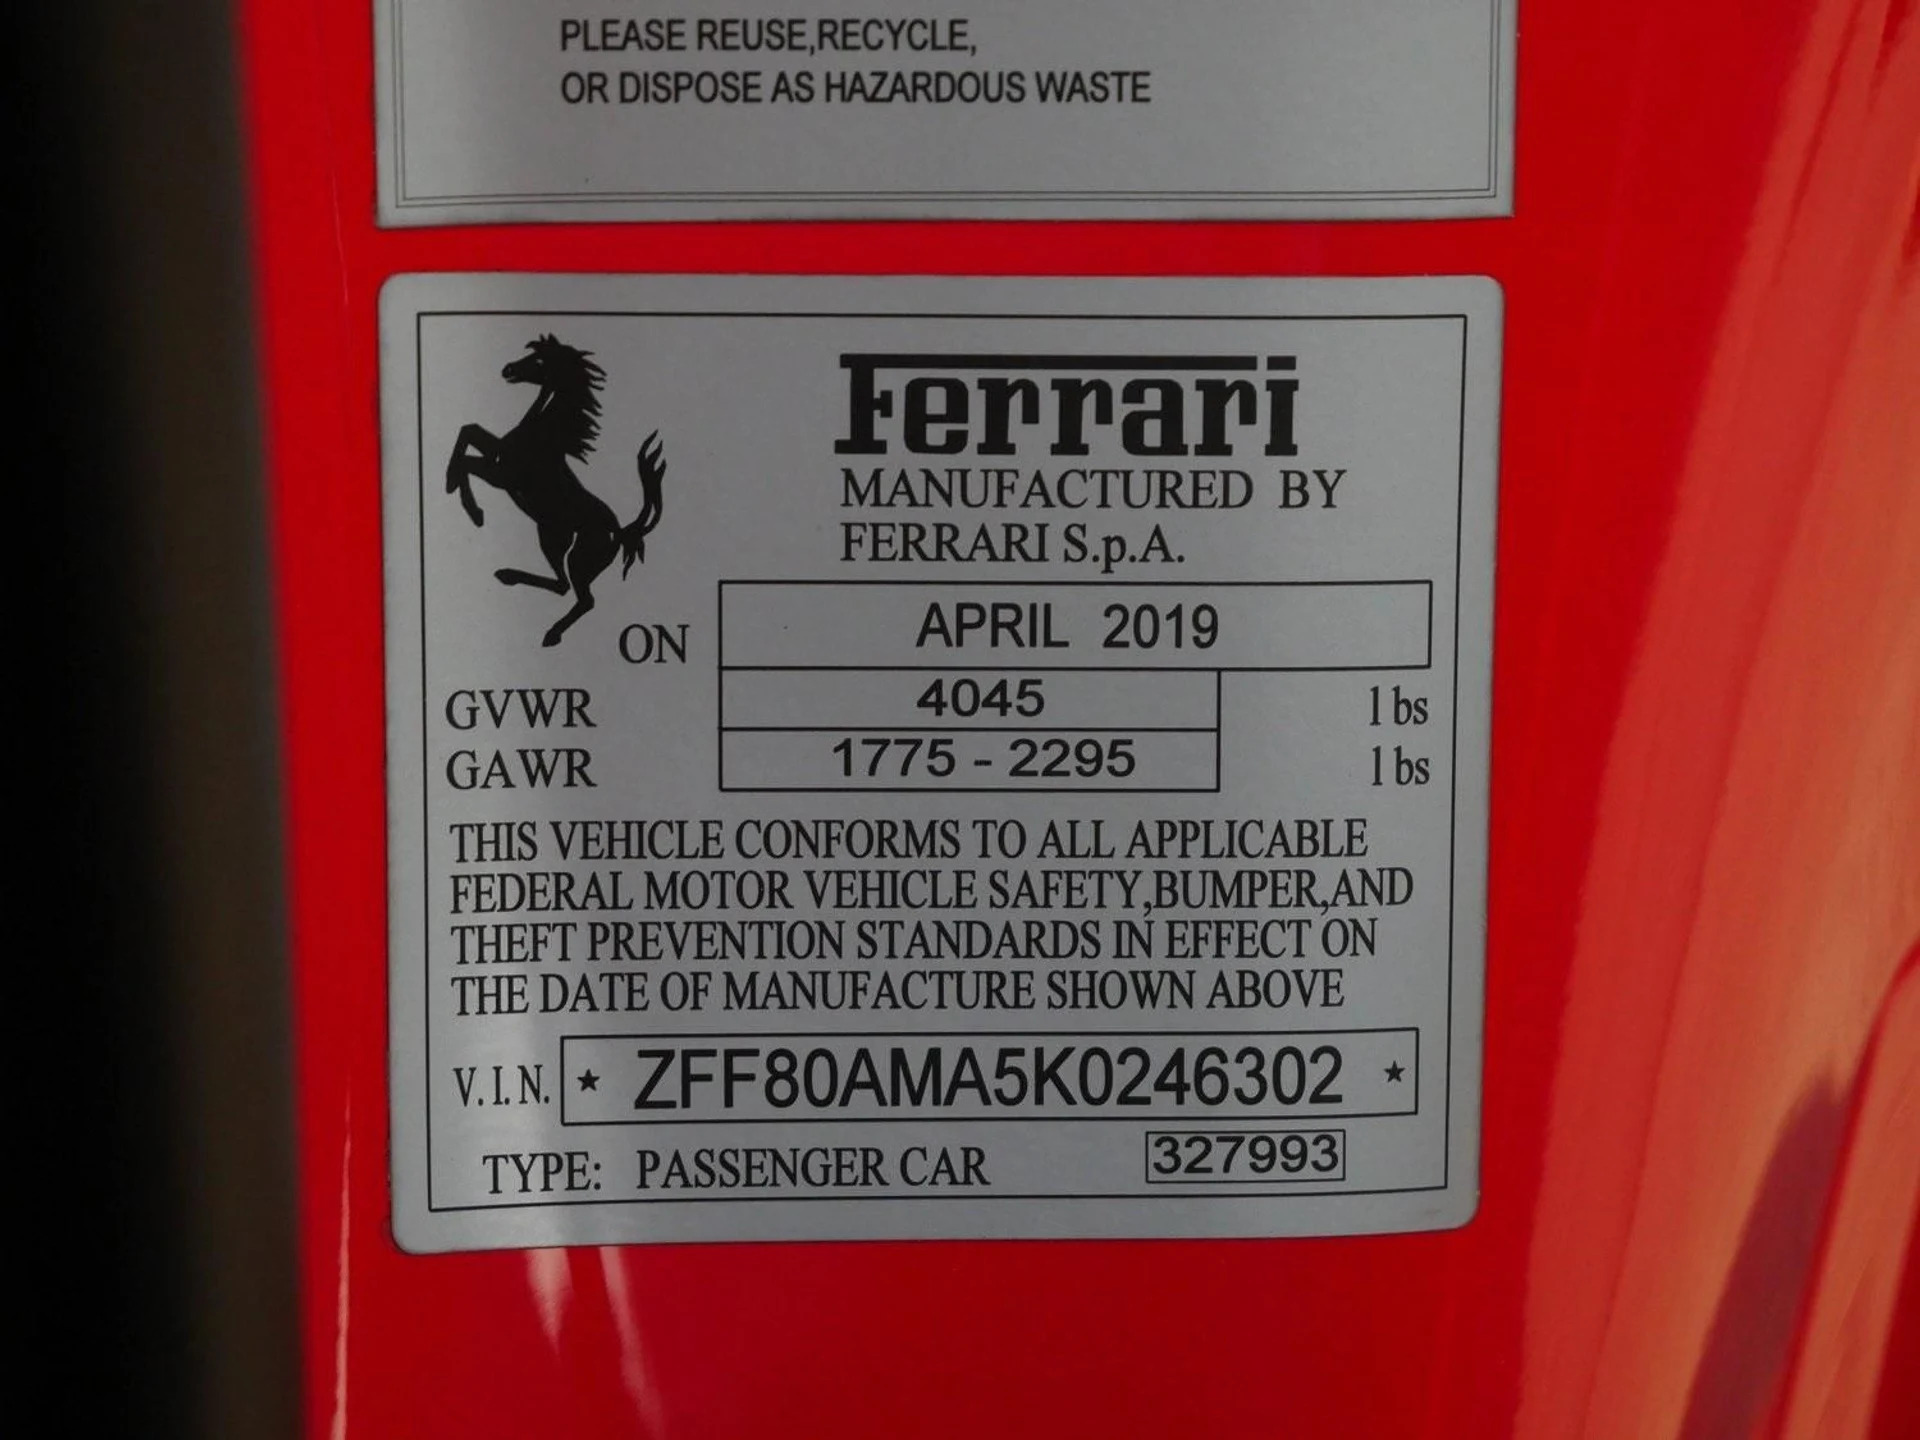 PLEASE REUSE,RECYCLE,
OR DISPOSE AS HAZARDOUS WASTE
Ferrari
MANUFACTURED BY
FERRARI S.p.A.
ON APRIL 2019
GVWR 4045 lbs
GAWR 1775 - 2295 lbs
THIS VEHICLE CONFORMS TO ALL APPLICABLE
FEDERAL MOTOR VEHICLE SAFETY,BUMPER,AND
THEFT PREVENTION STANDARDS IN EFFECT ON
THE DATE OF MANUFACTURE SHOWN ABOVE
V.I.N. ★ ZFF80AMA5K0246302 ★
TYPE: PASSENGER CAR 327993